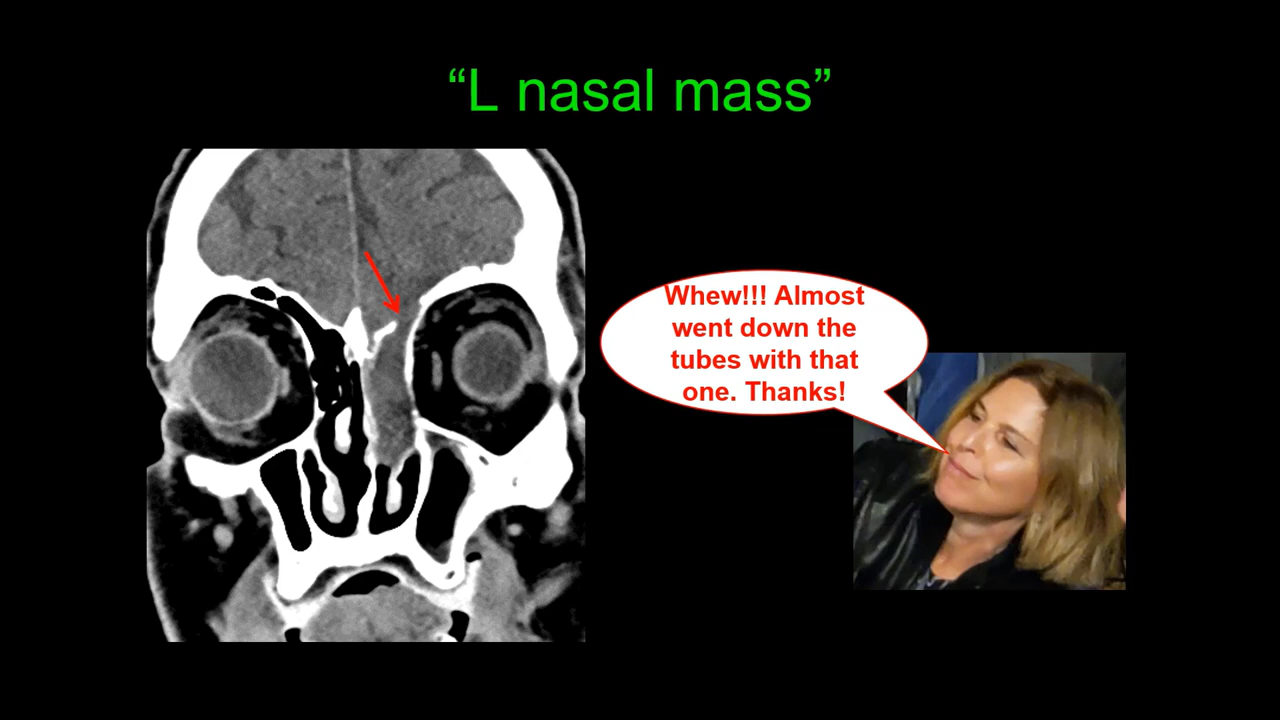 “L nasal mass”
Whew!!! Almost
went down the
tubes with that
one. Thanks!